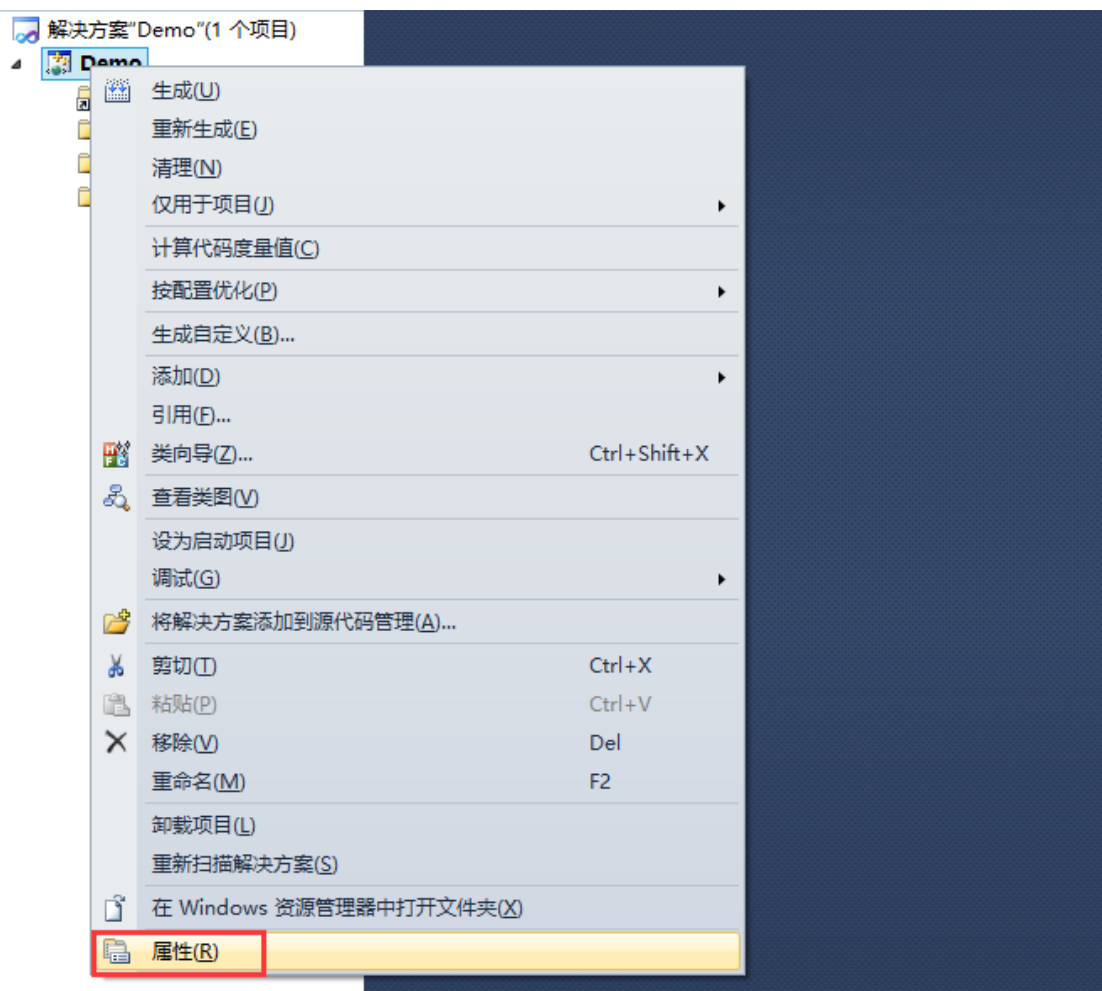 解决方案"Demo"(1 个项目)
Demo
生成(U)
重新生成(E)
清理(N)
仅用于项目(J)
计算代码度量值(C)
按配置优化(P)
生成自定义(B)...
添加(D)
引用(F)...
类向导(Z)... Ctrl+Shift+X
查看类图(V)
设为启动项目(J)
调试(G)
将解决方案添加到源代码管理(A)...
剪切(T) Ctrl+X
粘贴(P) Ctrl+V
移除(V) Del
重命名(M) F2
卸载项目(L)
重新扫描解决方案(S)
在 Windows 资源管理器中打开文件夹(X)
属性(R)